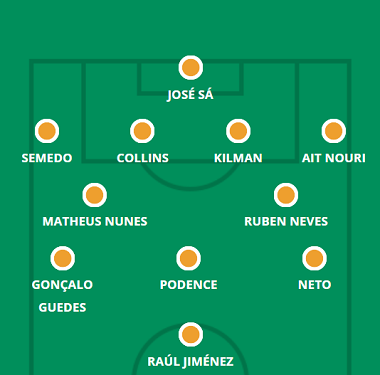 JOSÉ SÁ
SEMEDO
COLLINS
KILMAN
AIT NOURI
MATHEUS NUNES
RUBEN NEVES
GONÇALO
GUEDES
PODENCE
NETO
RAÚL JIMÉNEZ